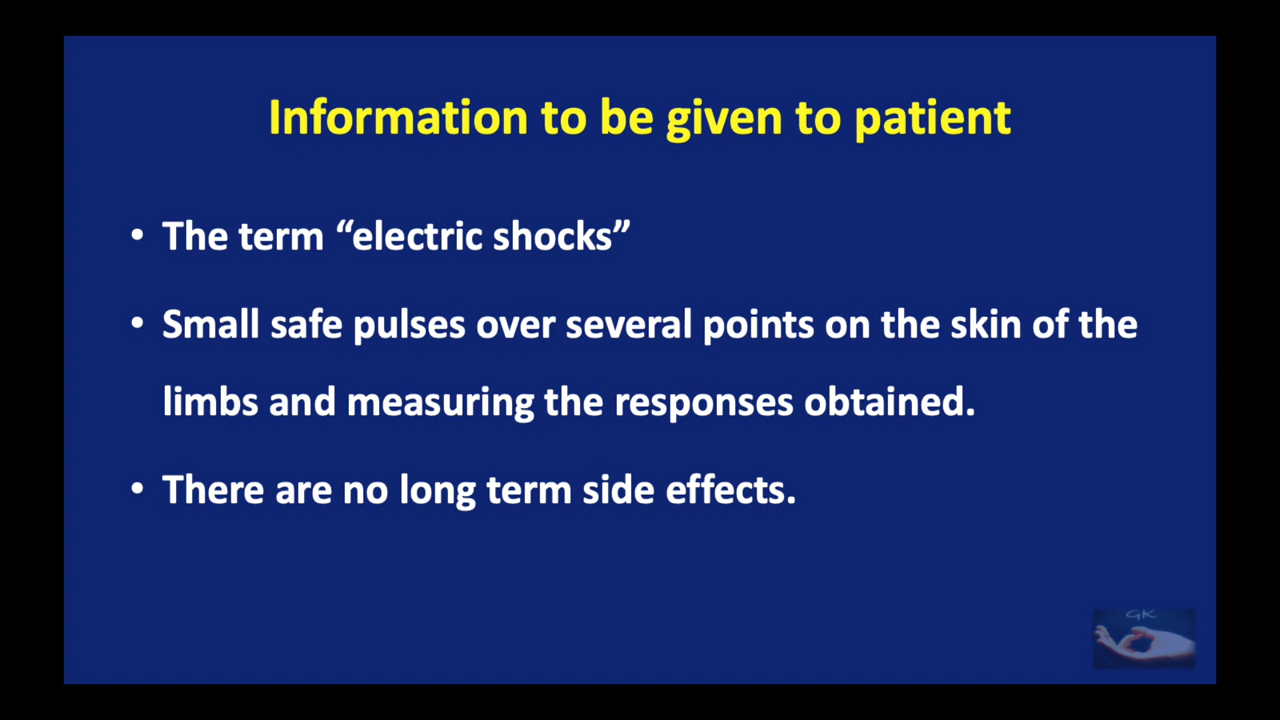 Information to be given to patient
• The term “electric shocks”
• Small safe pulses over several points on the skin of the
limbs and measuring the responses obtained.
• There are no long term side effects.
GK